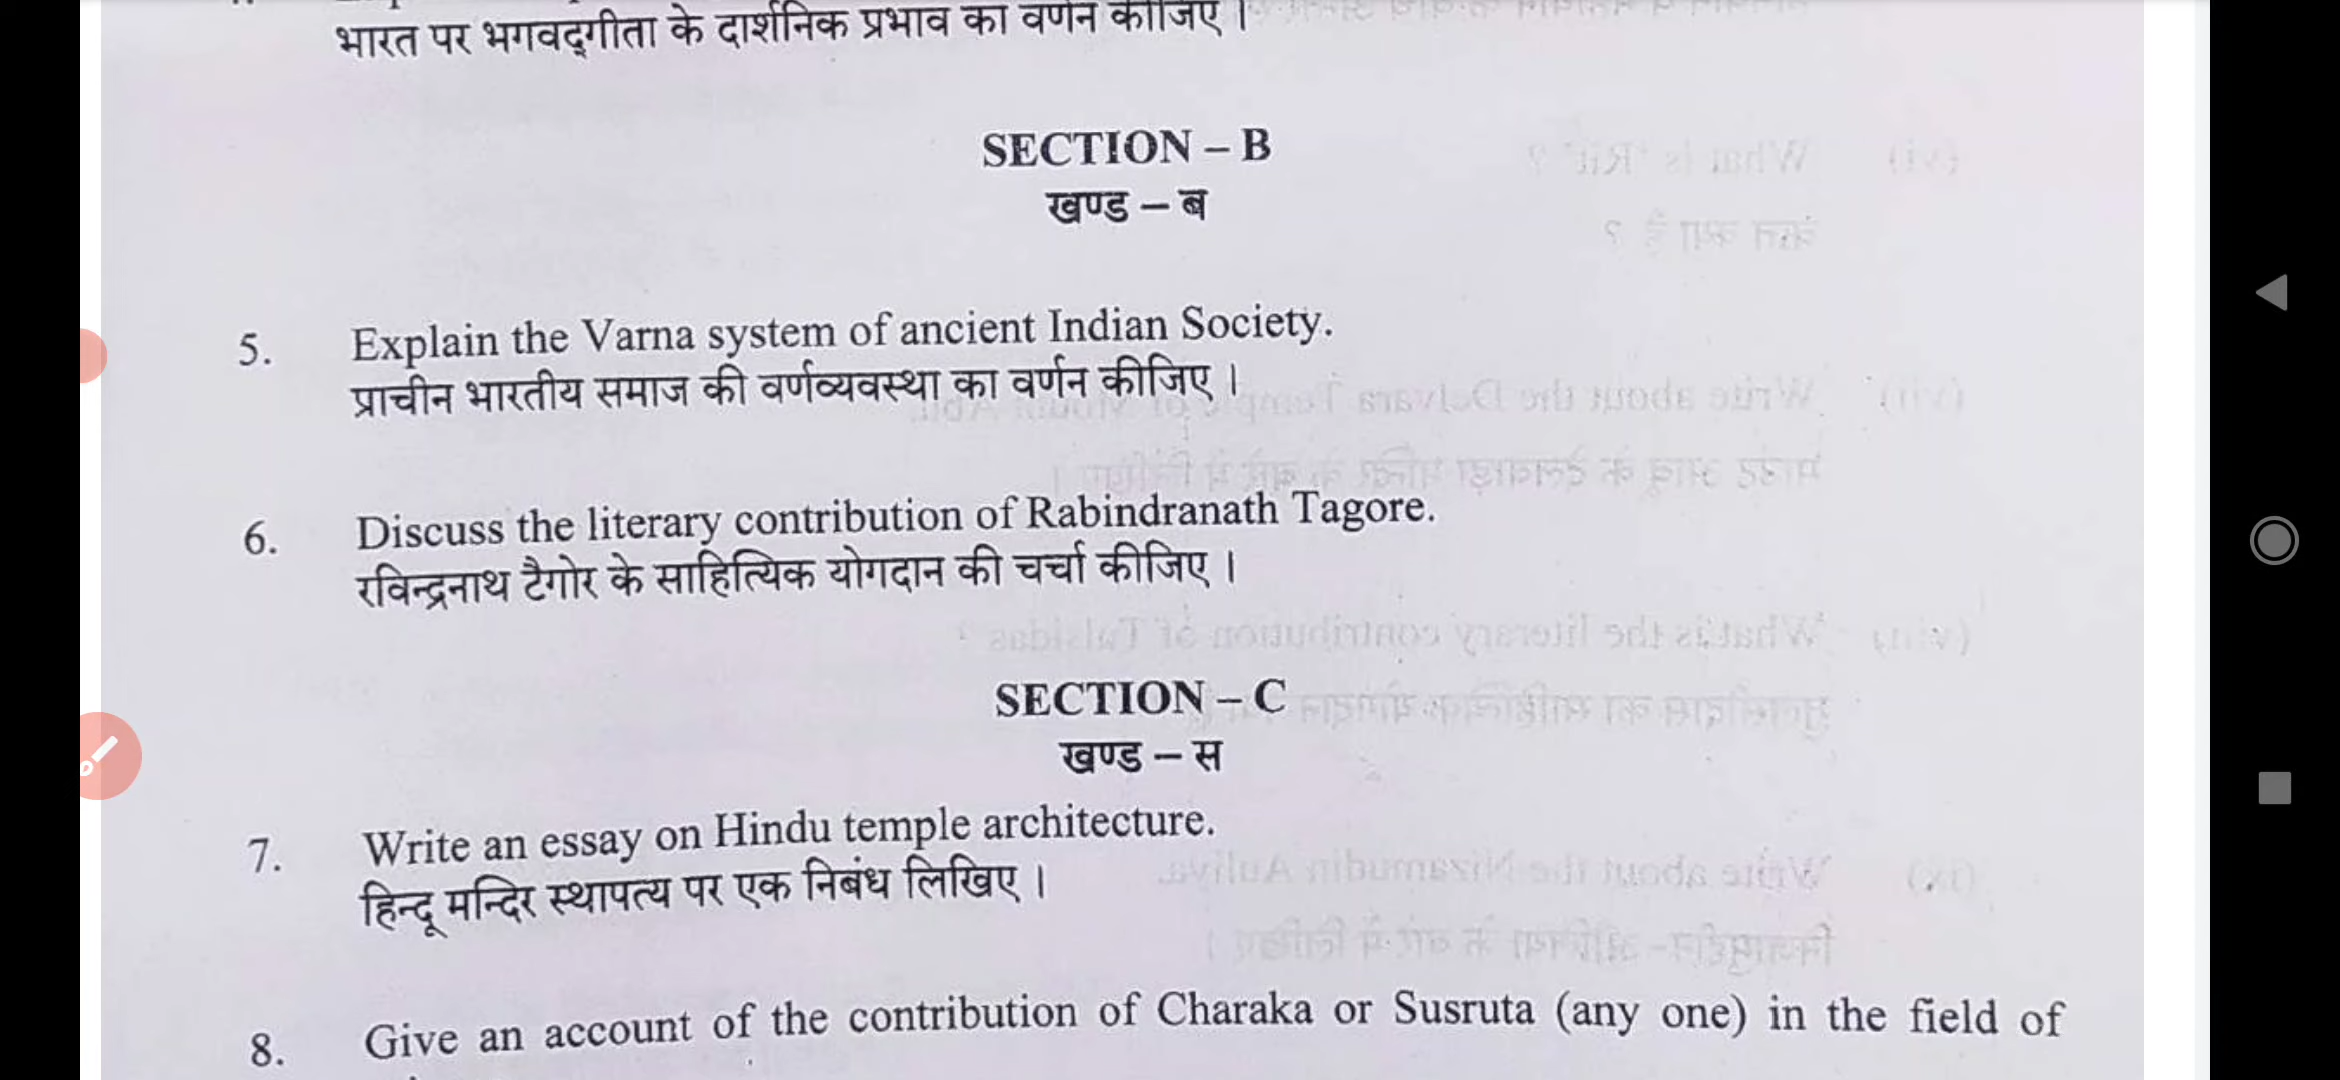 भारत पर भगवद्गीता के दार्शनिक प्रभाव का वर्णन कीजिए ।
SECTION – B
खण्ड – ब
5. Explain the Varna system of ancient Indian Society.
प्राचीन भारतीय समाज की वर्णव्यवस्था का वर्णन कीजिए ।
6. Discuss the literary contribution of Rabindranath Tagore.
रविन्द्रनाथ टैगोर के साहित्यिक योगदान की चर्चा कीजिए ।
SECTION – C
खण्ड – स
7. Write an essay on Hindu temple architecture.
हिन्दू मन्दिर स्थापत्य पर एक निबंध लिखिए ।
8. Give an account of the contribution of Charaka or Susruta (any one) in the field of